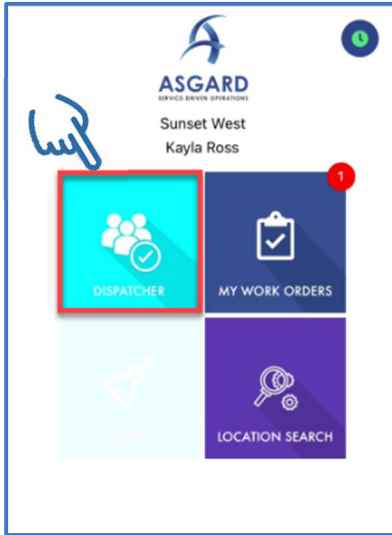 ASGARD
SERVICE DRIVEN OPERATIONS
Sunset West
Kayla Ross
1
DISPATCHER
MY WORK ORDERS
LOCATION SEARCH